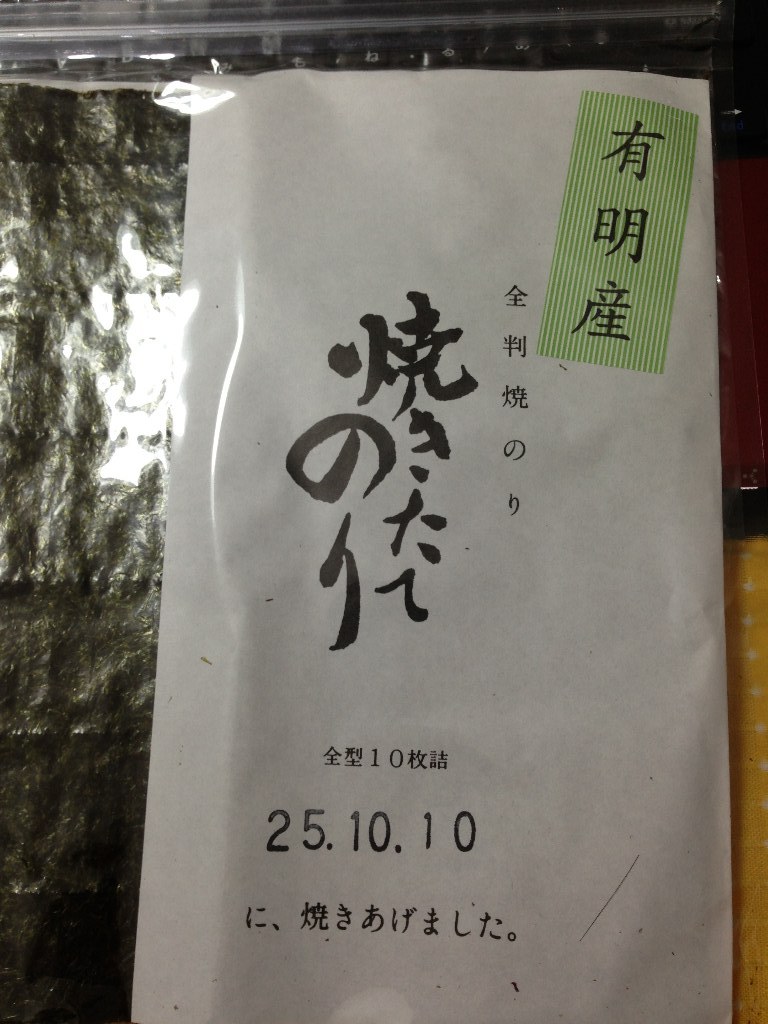 有明産
全判焼のり
焼きたて
のり
全型10枚詰
25.10.10
に、焼きあげました。